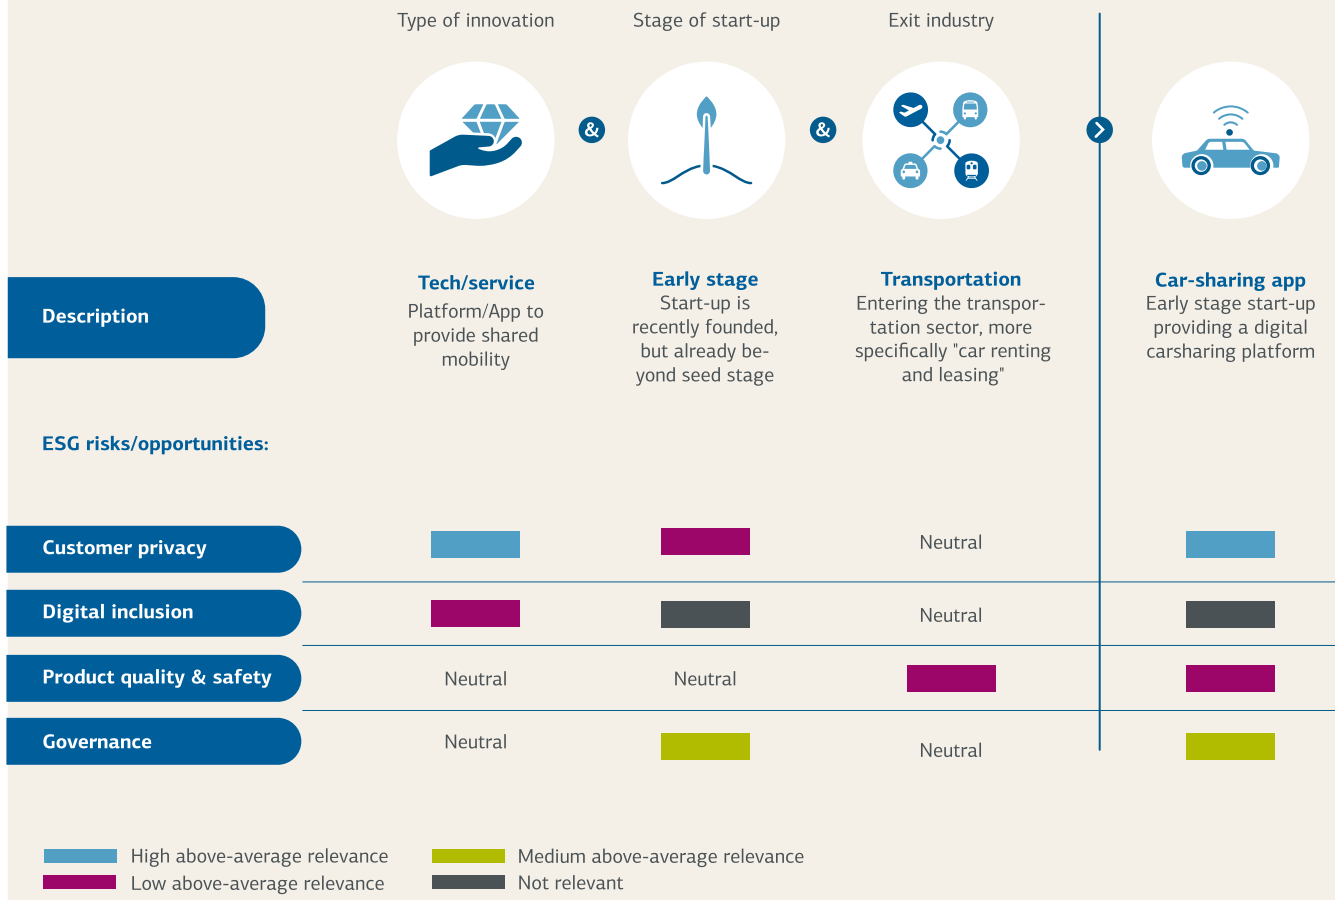 Type of innovation
Stage of start-up
Exit industry
&
&
Description
Tech/service
Platform/App to
provide shared
mobility
Early stage
Start-up is
recently founded,
but already be-
yond seed stage
Transportation
Entering the transpor-
tation sector, more
specifically "car renting
and leasing"
Car-sharing app
Early stage start-up
providing a digital
carsharing platform
ESG risks/opportunities:
Customer privacy
Neutral
Digital inclusion
Neutral
Product quality & safety
Neutral
Neutral
Governance
Neutral
Neutral
High above-average relevance
Medium above-average relevance
Low above-average relevance
Not relevant